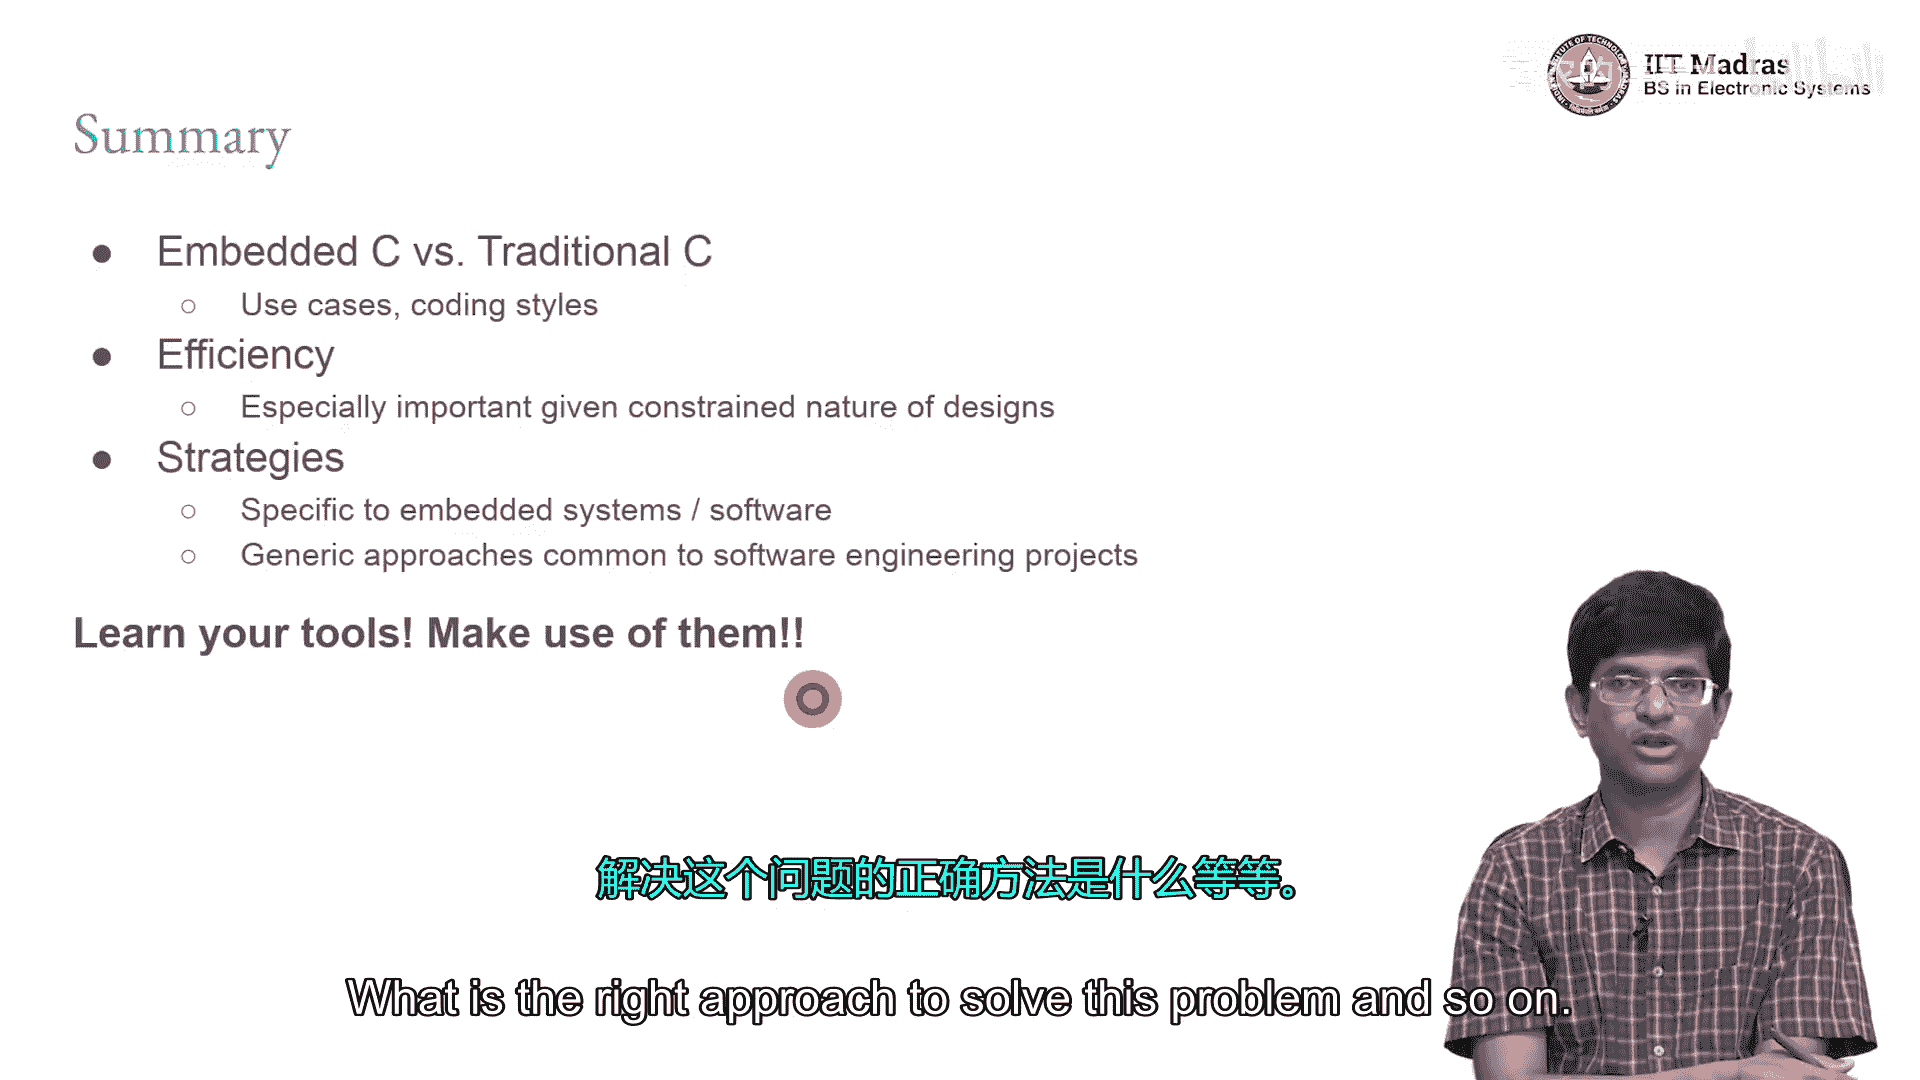 IIT Madras
BS in Electronic Systems
Summary
● Embedded C vs. Traditional C
○ Use cases, coding styles
● Efficiency
○ Especially important given constrained nature of designs
● Strategies
○ Specific to embedded systems / software
○ Generic approaches common to software engineering projects
Learn your tools! Make use of them!!
解决这个问题的正确方法是什么等等。
What is the right approach to solve this problem and so on.